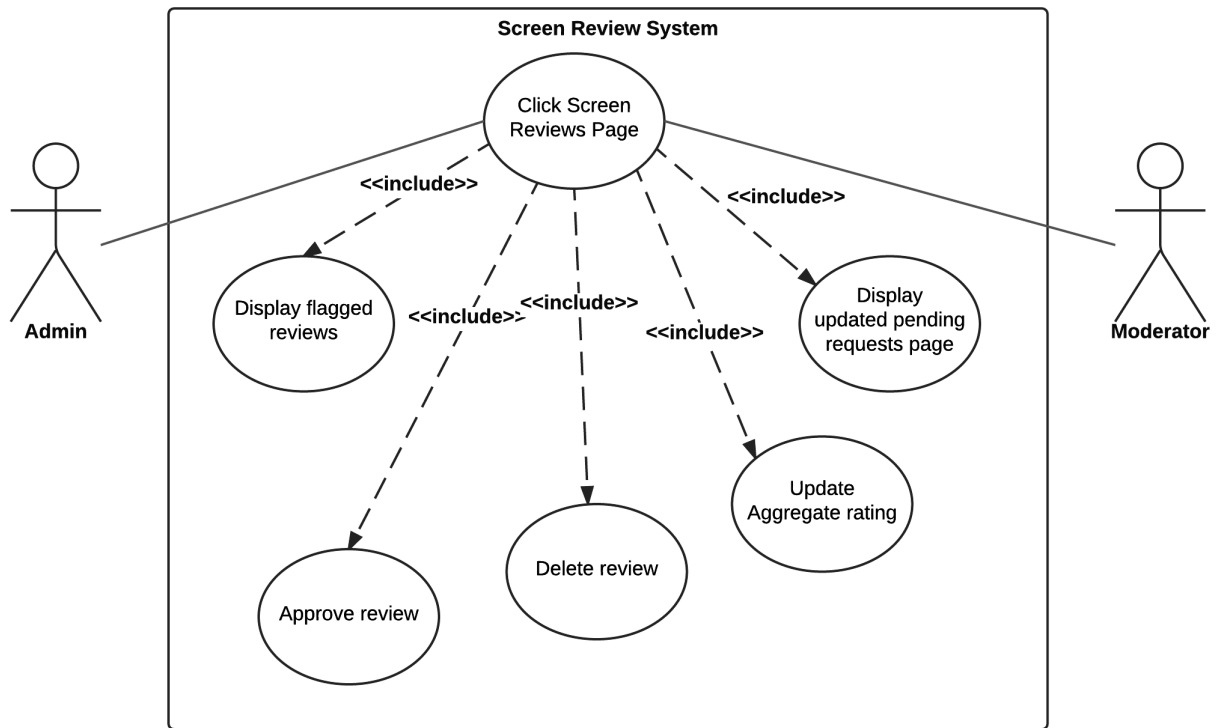 Screen Review System
Click Screen
Reviews Page
<<include>>
<<include>>
<<include>>
<<include>>
<<include>>
Display flagged
reviews
Display
updated pending
requests page
Admin
Moderator
Update
Aggregate rating
Delete review
Approve review